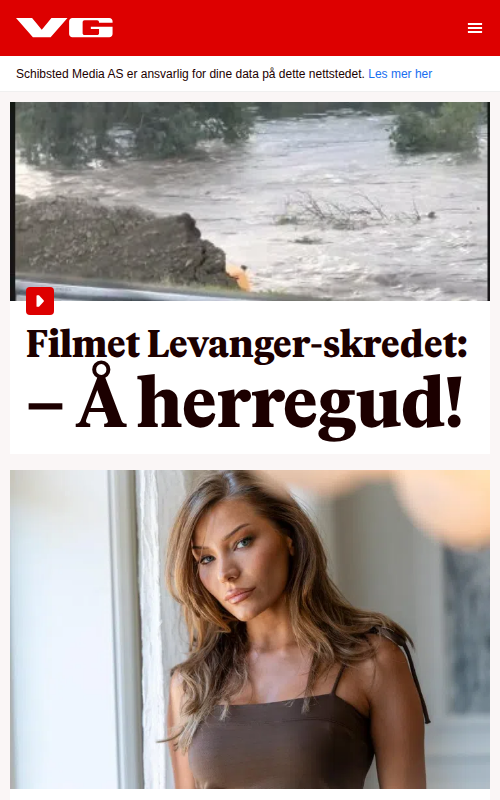 VG
Schibsted Media AS er ansvarlig for dine data på dette nettstedet. Les mer her
Filmet Levanger-skredet:
– Å herregud!